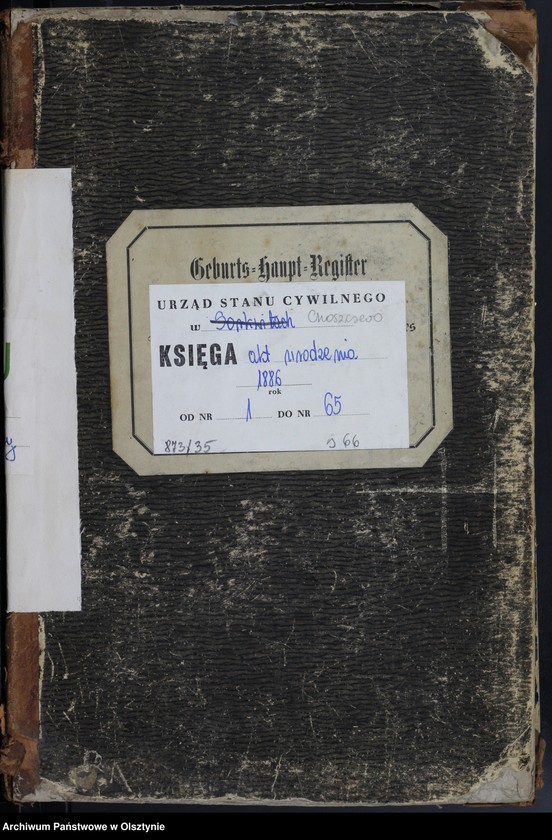 Geburts=Haupt=Register
URZĄD STANU CYWILNEGO
w Sorkwitach Choszczewo
KSIĘGA akt urodzenia
1886
rok
OD NR 1 DO NR 65
873/35 j 66
Archiwum Państwowe w Olsztynie